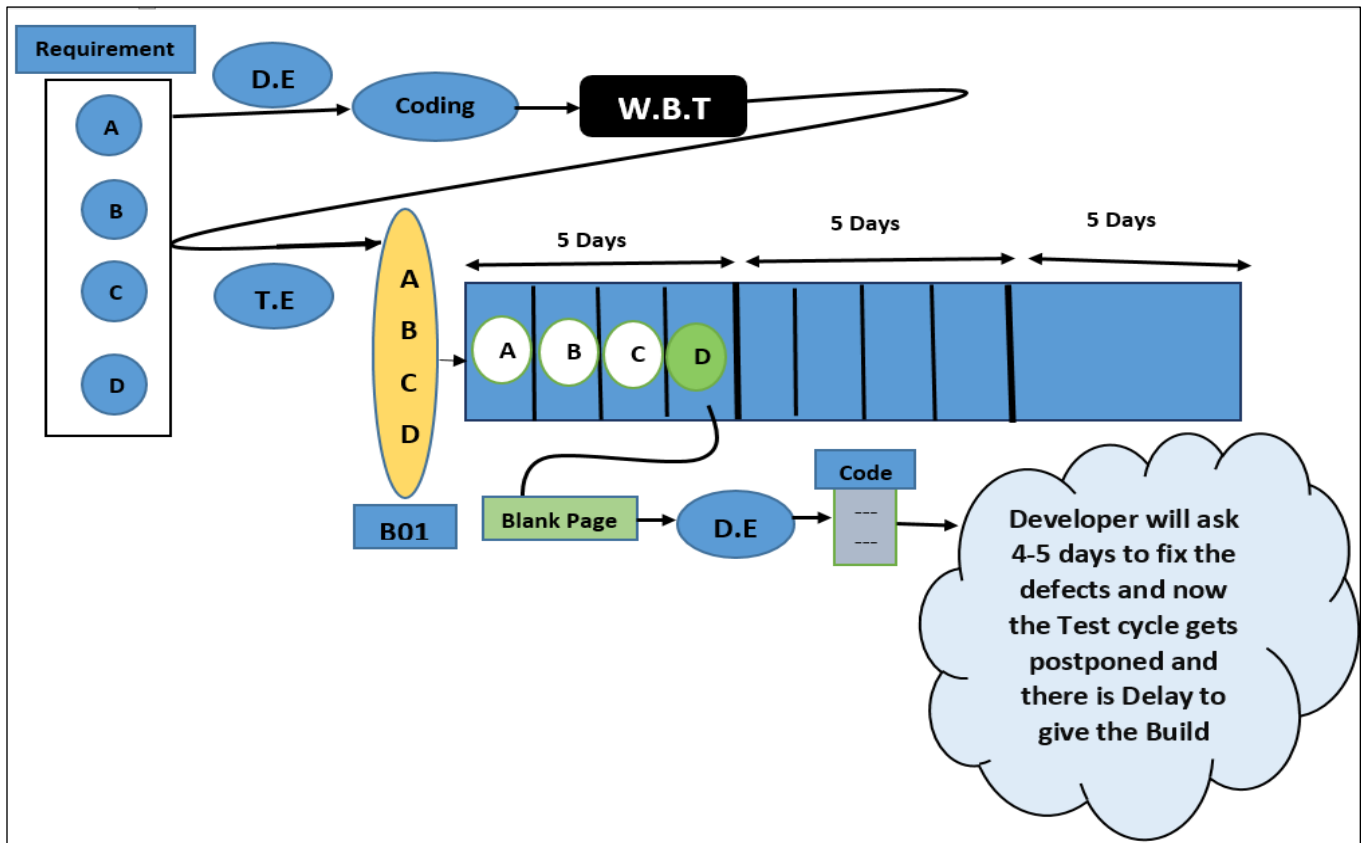 Requirement
A
B
C
D
D.E
Coding
W.B.T
T.E
A
B
C
D
B01
5 Days
5 Days
5 Days
A
B
C
D
Blank Page
D.E
Code
---
---
Developer will ask
4-5 days to fix the
defects and now
the Test cycle gets
postponed and
there is Delay to
give the Build